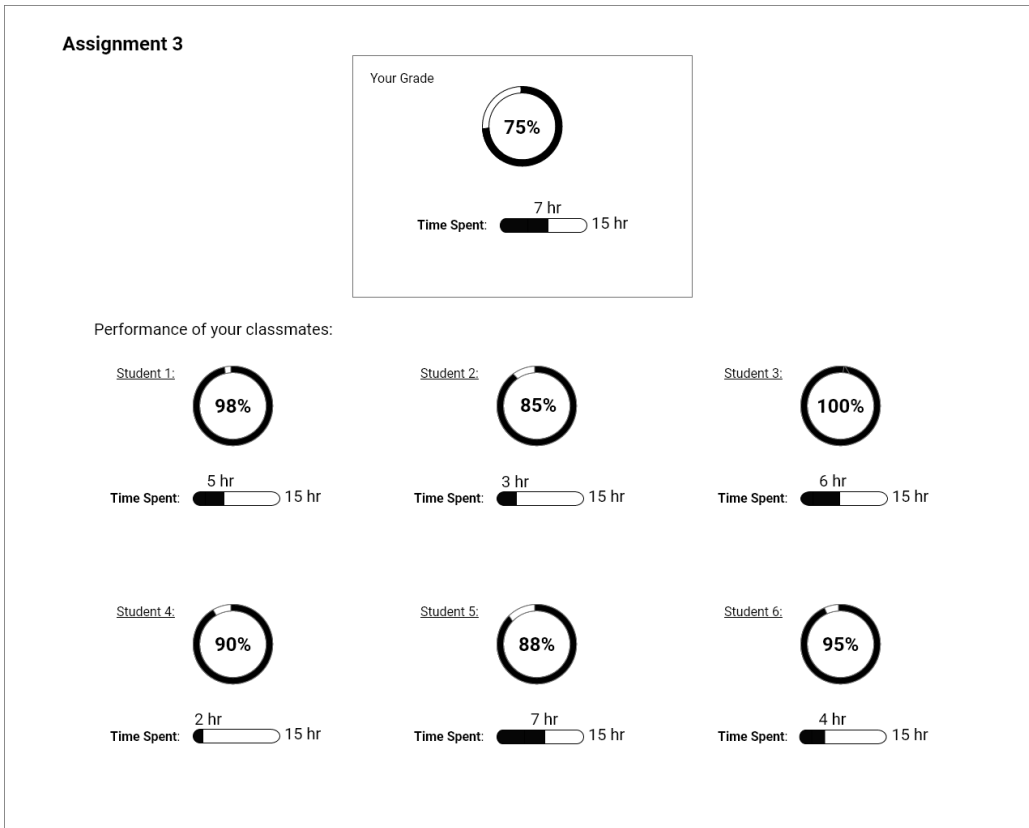 Assignment 3
Your Grade
75%
7 hr
Time Spent: 15 hr
Performance of your classmates:
Student 1:
98%
5 hr
Time Spent: 15 hr
Student 2:
85%
3 hr
Time Spent: 15 hr
Student 3:
100%
6 hr
Time Spent: 15 hr
Student 4:
90%
2 hr
Time Spent: 15 hr
Student 5:
88%
7 hr
Time Spent: 15 hr
Student 6:
95%
4 hr
Time Spent: 15 hr